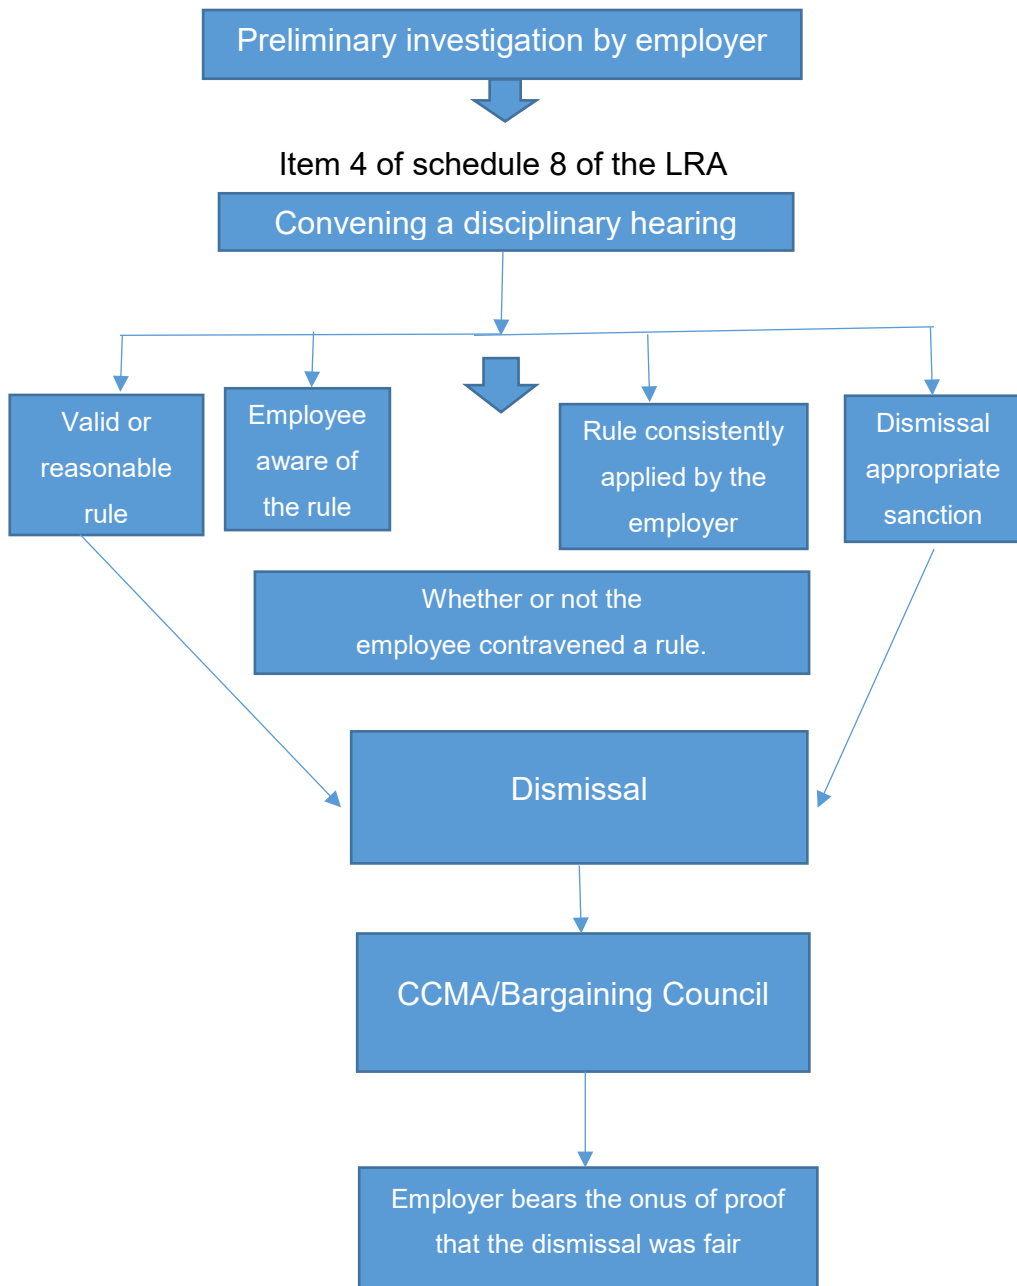 Preliminary investigation by employer
Item 4 of schedule 8 of the LRA
Convening a disciplinary hearing
Valid or
reasonable
rule
Employee
aware of
the rule
Rule consistently
applied by the
employer
Dismissal
appropriate
sanction
Whether or not the
employee contravened a rule.
Dismissal
CCMA/Bargaining Council
Employer bears the onus of proof
that the dismissal was fair